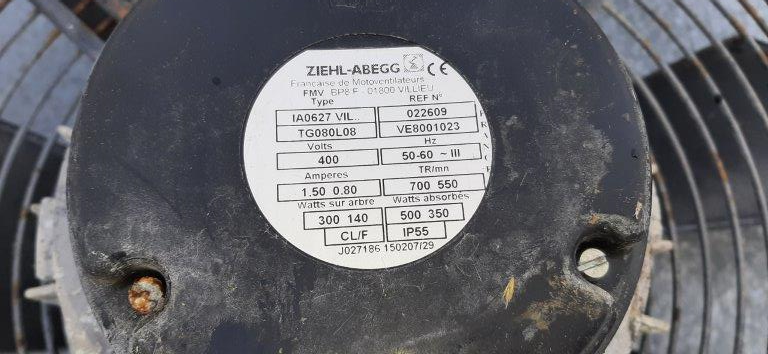 ZIEHL-ABEGG CE
Française de Motoventilateurs
FMV BP8 F - 01800 VILLIEU
Type REF N°
IA0627 VIL.. 022609
TG080L08 VE8001023
Volts Hz
400 50-60 ~ III
Amperes TR/mn
1.50 0.80 700 550
Watts sur arbre Watts absorbés
300 140 500 350
CL/F IP55
J027186 150207/29